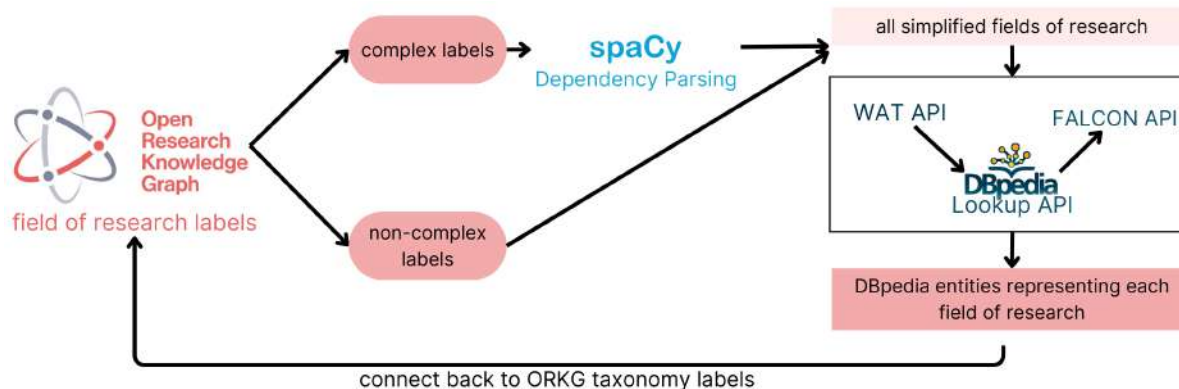 Open
Research
Knowledge
Graph
field of research labels
complex labels
spaCy
Dependency Parsing
non-complex
labels
all simplified fields of research
WAT API
FALCON API
DBpedia
Lookup API
DBpedia entities representing each
field of research
connect back to ORKG taxonomy labels